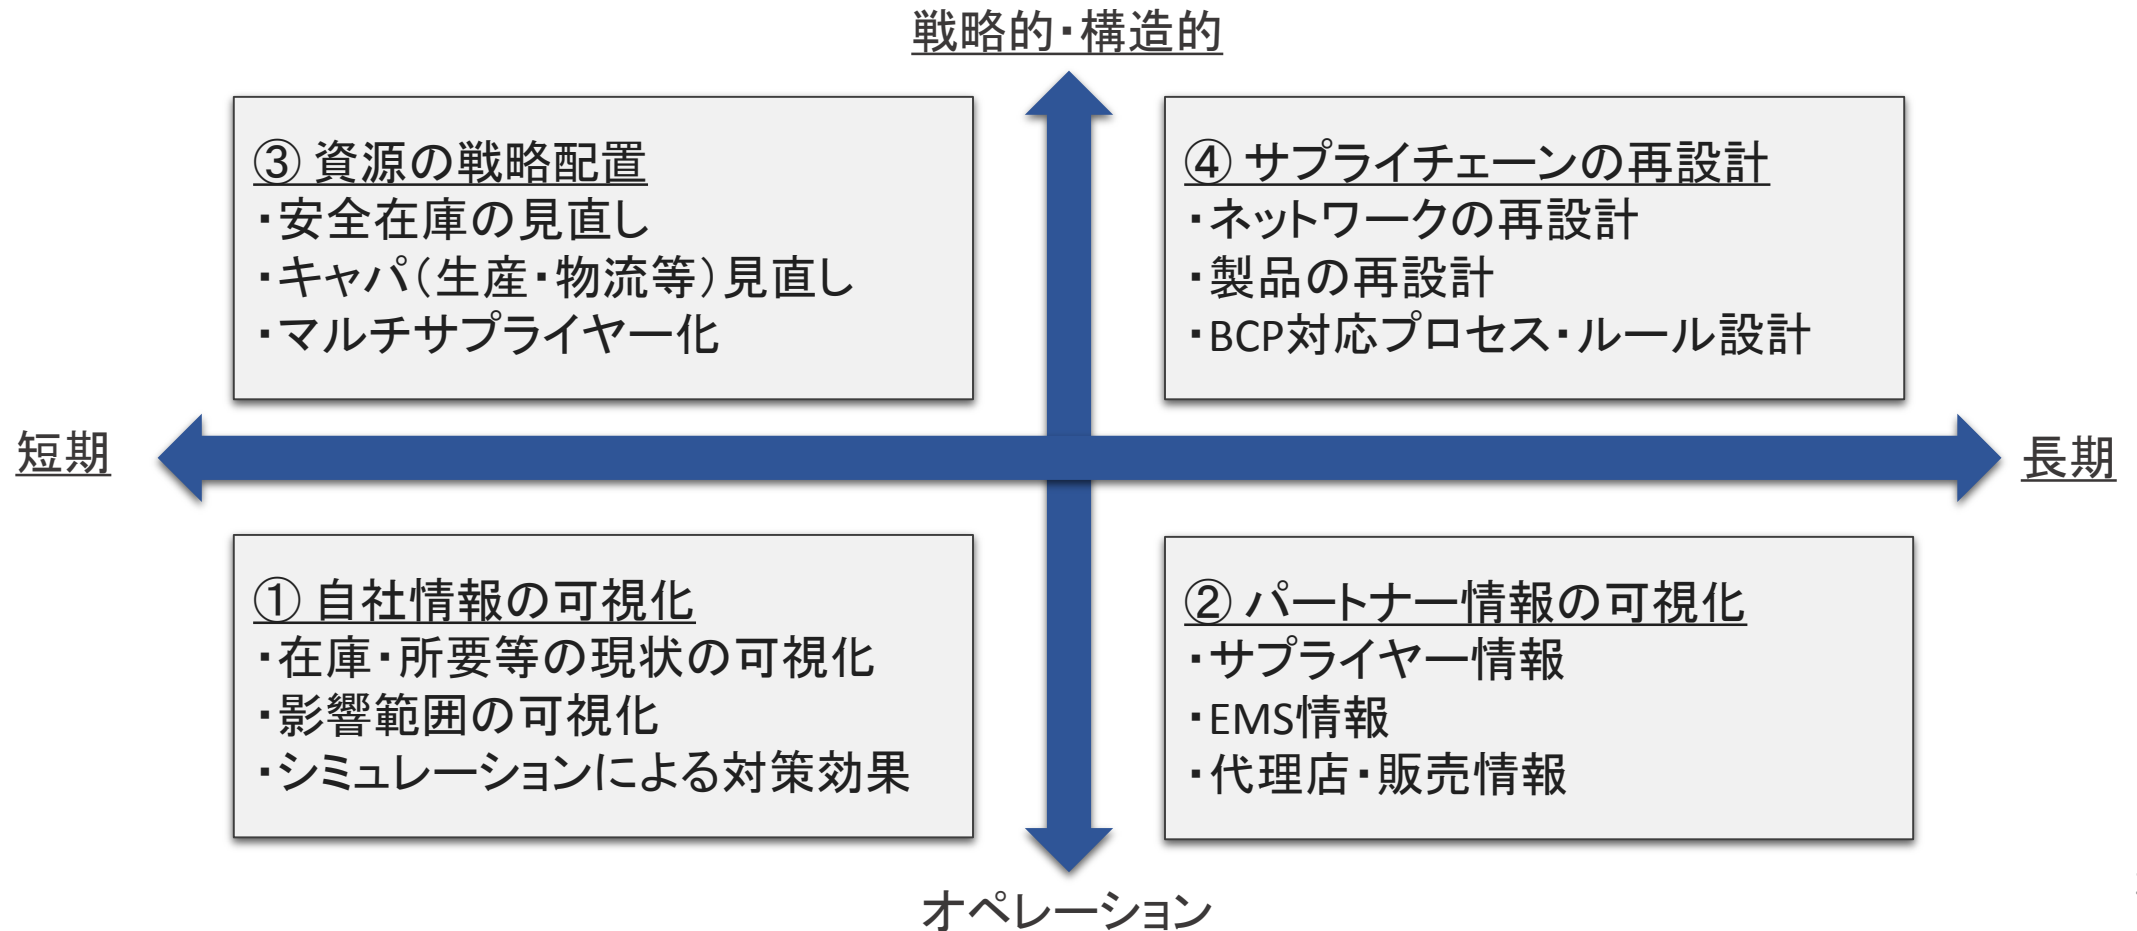 戦略的・構造的
③ 資源の戦略配置
・安全在庫の見直し
・キャパ（生産・物流等）見直し
・マルチサプライヤー化
④ サプライチェーンの再設計
・ネットワークの再設計
・製品の再設計
・BCP対応プロセス・ルール設計
短期
長期
① 自社情報の可視化
・在庫・所要等の現状の可視化
・影響範囲の可視化
・シミュレーションによる対策効果
② パートナー情報の可視化
・サプライヤー情報
・EMS情報
・代理店・販売情報
オペレーション